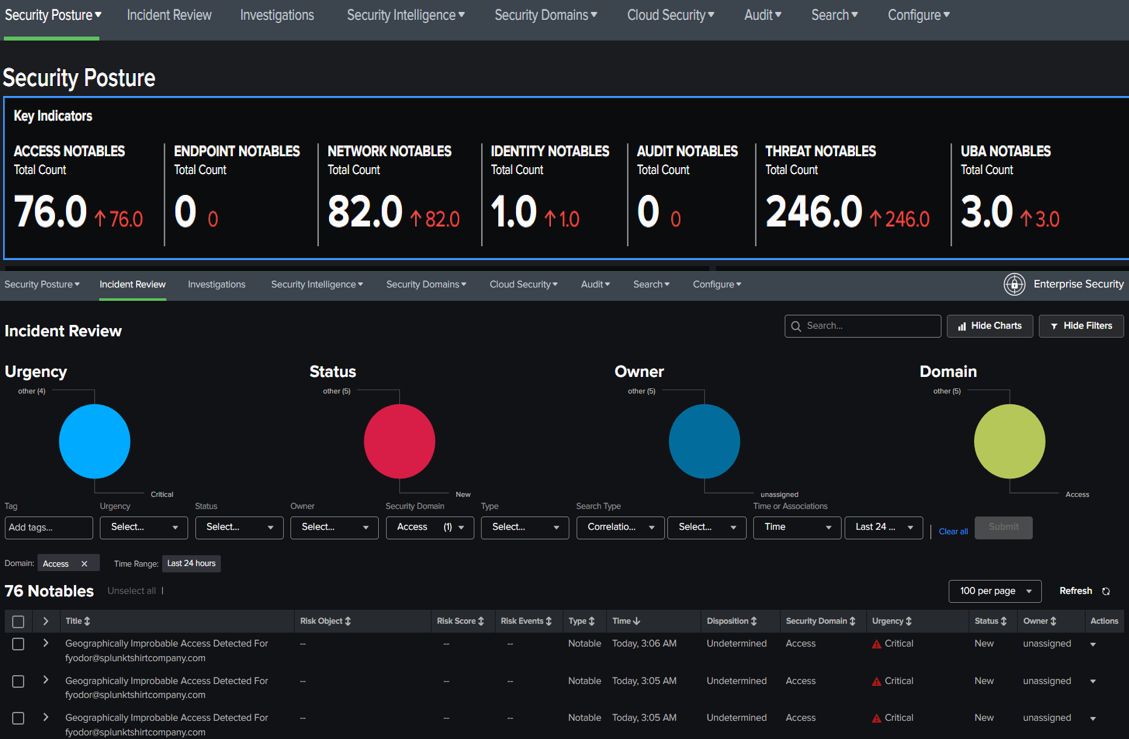 Security Posture Incident Review Investigations Security Intelligence Security Domains Cloud Security Audit Search Configure
Security Posture
Key Indicators
ACCESS NOTABLES ENDPOINT NOTABLES NETWORK NOTABLES IDENTITY NOTABLES AUDIT NOTABLES THREAT NOTABLES UBA NOTABLES
Total Count Total Count Total Count Total Count Total Count Total Count Total Count
76.0 ↑76.0 0 0 82.0 ↑82.0 1.0 ↑1.0 0 0 246.0 ↑246.0 3.0 ↑3.0
Security Posture Incident Review Investigations Security Intelligence Security Domains Cloud Security Audit Search Configure Enterprise Security
Incident Review Search... Hide Charts Hide Filters
Urgency Status Owner Domain
other (4) other (5) other (5) other (5)
Critical New unassigned Access
Tag Urgency Status Owner Security Domain Type Search Type Time or Associations
Add tags... Select... Select... Select... Access (1) Select... Correlatio... Select... Time Last 24 ... Clear all Submit
Domain: Access ✕ Time Range: Last 24 hours
76 Notables Unselect all | 100 per page Refresh
Title Risk Object Risk Score Risk Events Type Time Disposition Security Domain Urgency Status Owner Actions
Geographically Improbable Access Detected For -- -- -- Notable Today, 3:06 AM Undetermined Access Critical New unassigned
fyodor@splunktshirtcompany.com
Geographically Improbable Access Detected For -- -- -- Notable Today, 3:05 AM Undetermined Access Critical New unassigned
fyodor@splunktshirtcompany.com
Geographically Improbable Access Detected For -- -- -- Notable Today, 3:05 AM Undetermined Access Critical New unassigned
fyodor@splunktshirtcompany.com